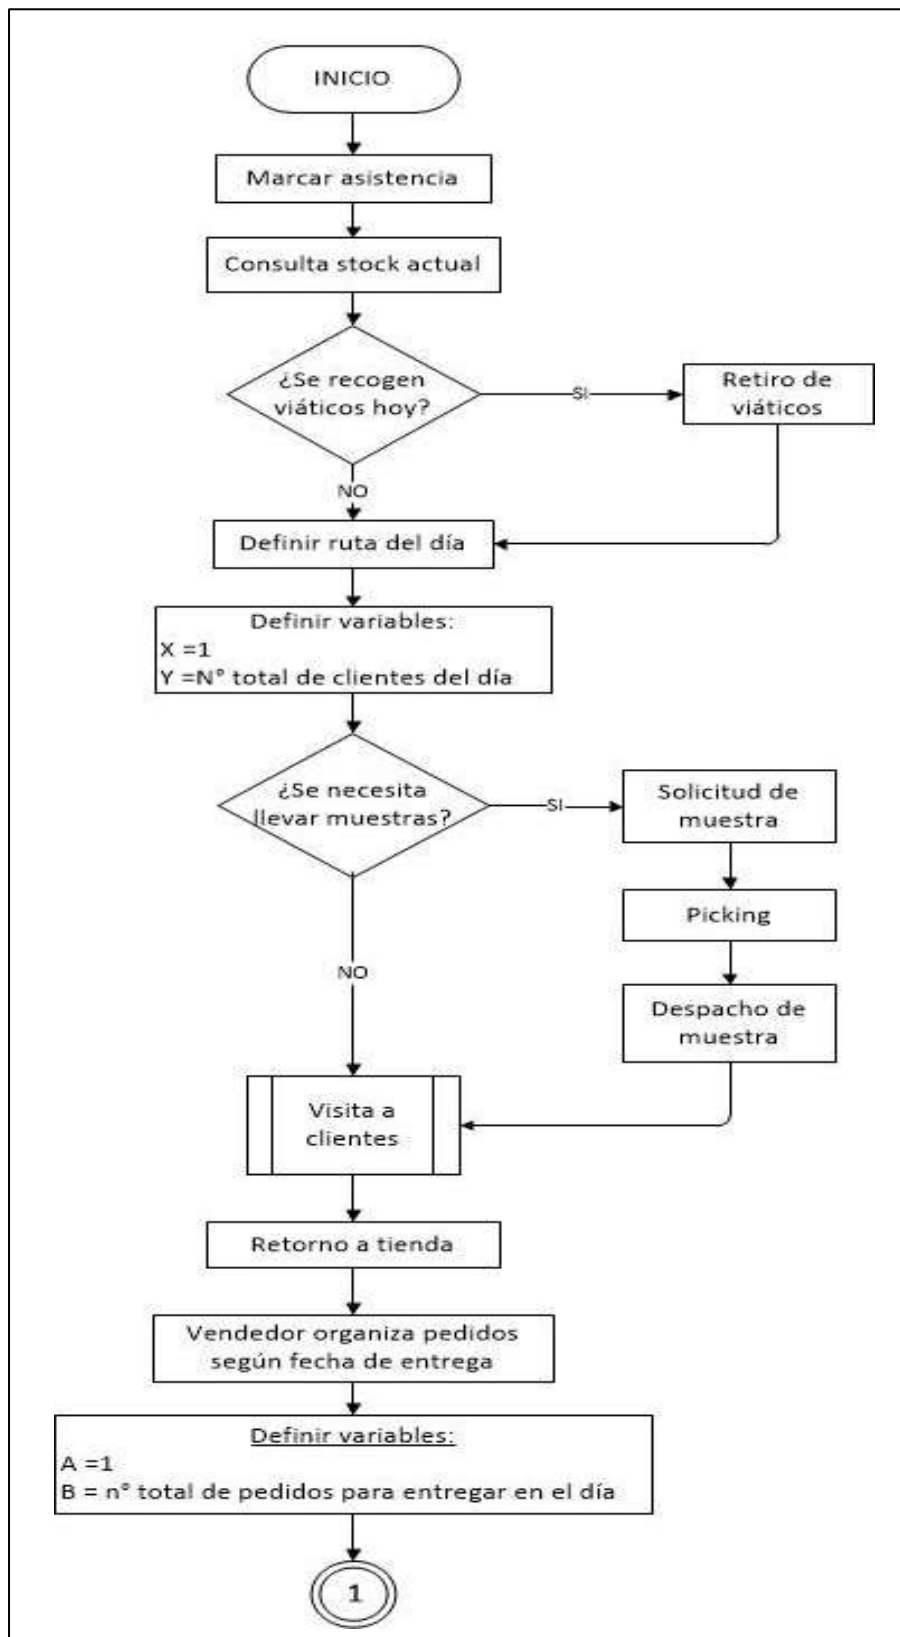 INICIO
Marcar asistencia
Consulta stock actual
¿Se recogen
viáticos hoy?
SI
Retiro de
viáticos
NO
Definir ruta del día
Definir variables:
X =1
Y =N° total de clientes del día
¿Se necesita
llevar muestras?
SI
Solicitud de
muestra
Picking
Despacho de
muestra
NO
Visita a
clientes
Retorno a tienda
Vendedor organiza pedidos
según fecha de entrega
Definir variables:
A =1
B = n° total de pedidos para entregar en el día
1